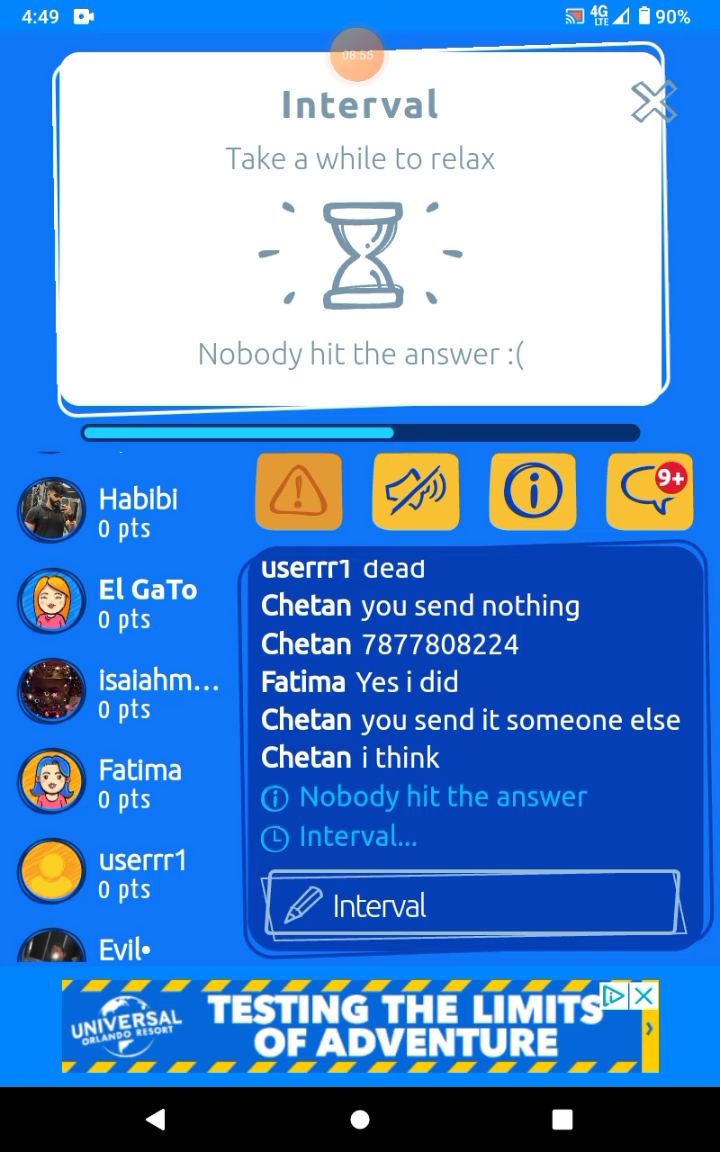 4:49
4G
LTE
90%
08:55
Interval
Take a while to relax
Nobody hit the answer :(
9+
Habibi
0 pts
El GaTo
0 pts
isaiahm...
0 pts
Fatima
0 pts
userrr1
0 pts
Evil•
userrr1 dead
Chetan you send nothing
Chetan 7877808224
Fatima Yes i did
Chetan you send it someone else
Chetan i think
Nobody hit the answer
Interval...
Interval
UNIVERSAL
ORLANDO RESORT
TESTING THE LIMITS
OF ADVENTURE